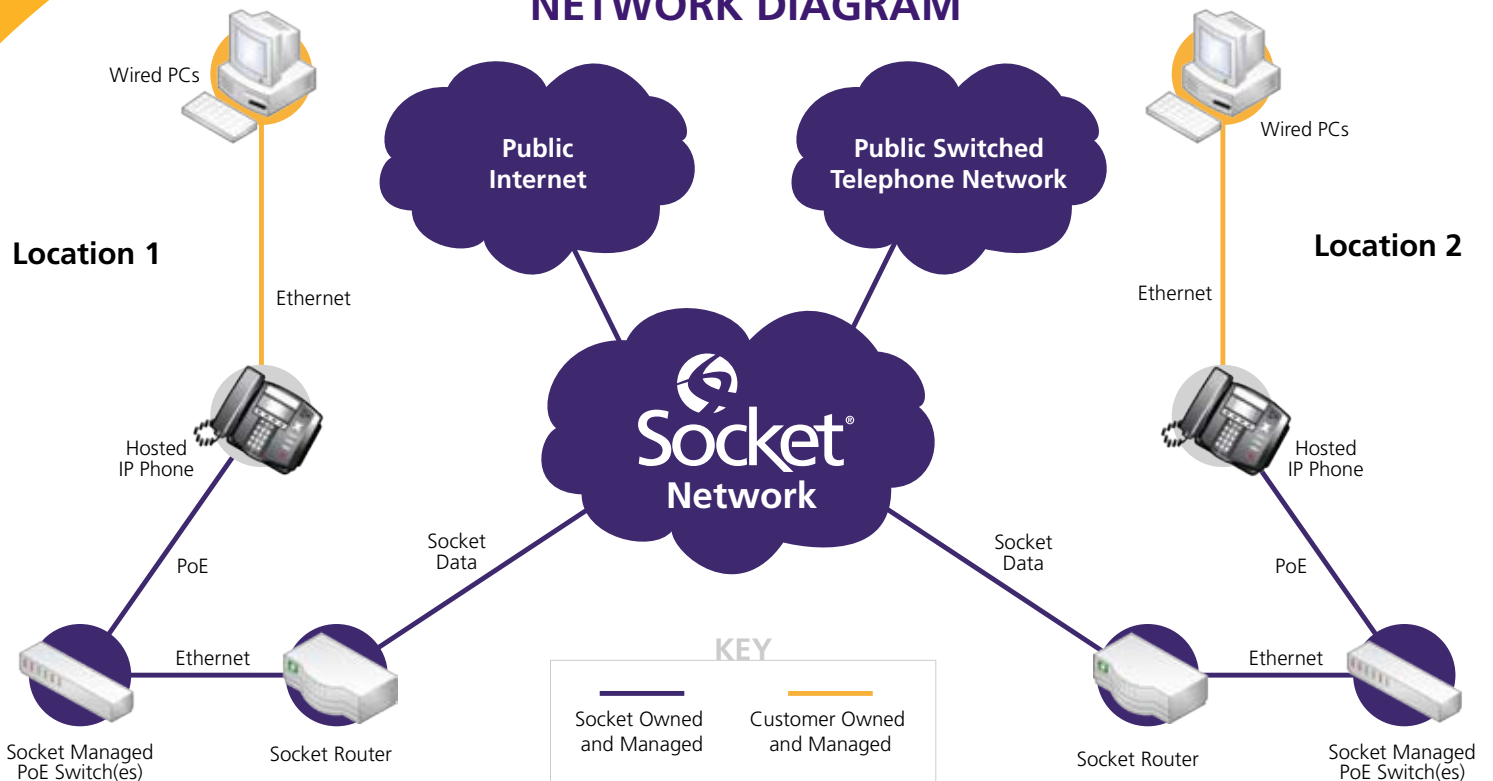 NETWORK DIAGRAM
Wired PCs
Wired PCs
Public
Internet
Public Switched
Telephone Network
Location 1
Location 2
Ethernet
Ethernet
Socket®
Network
Hosted
IP Phone
Hosted
IP Phone
PoE
Socket
Data
Socket
Data
PoE
Ethernet
Ethernet
KEY
Socket Owned
and Managed
Customer Owned
and Managed
Socket Managed
PoE Switch(es)
Socket Router
Socket Router
Socket Managed
PoE Switch(es)